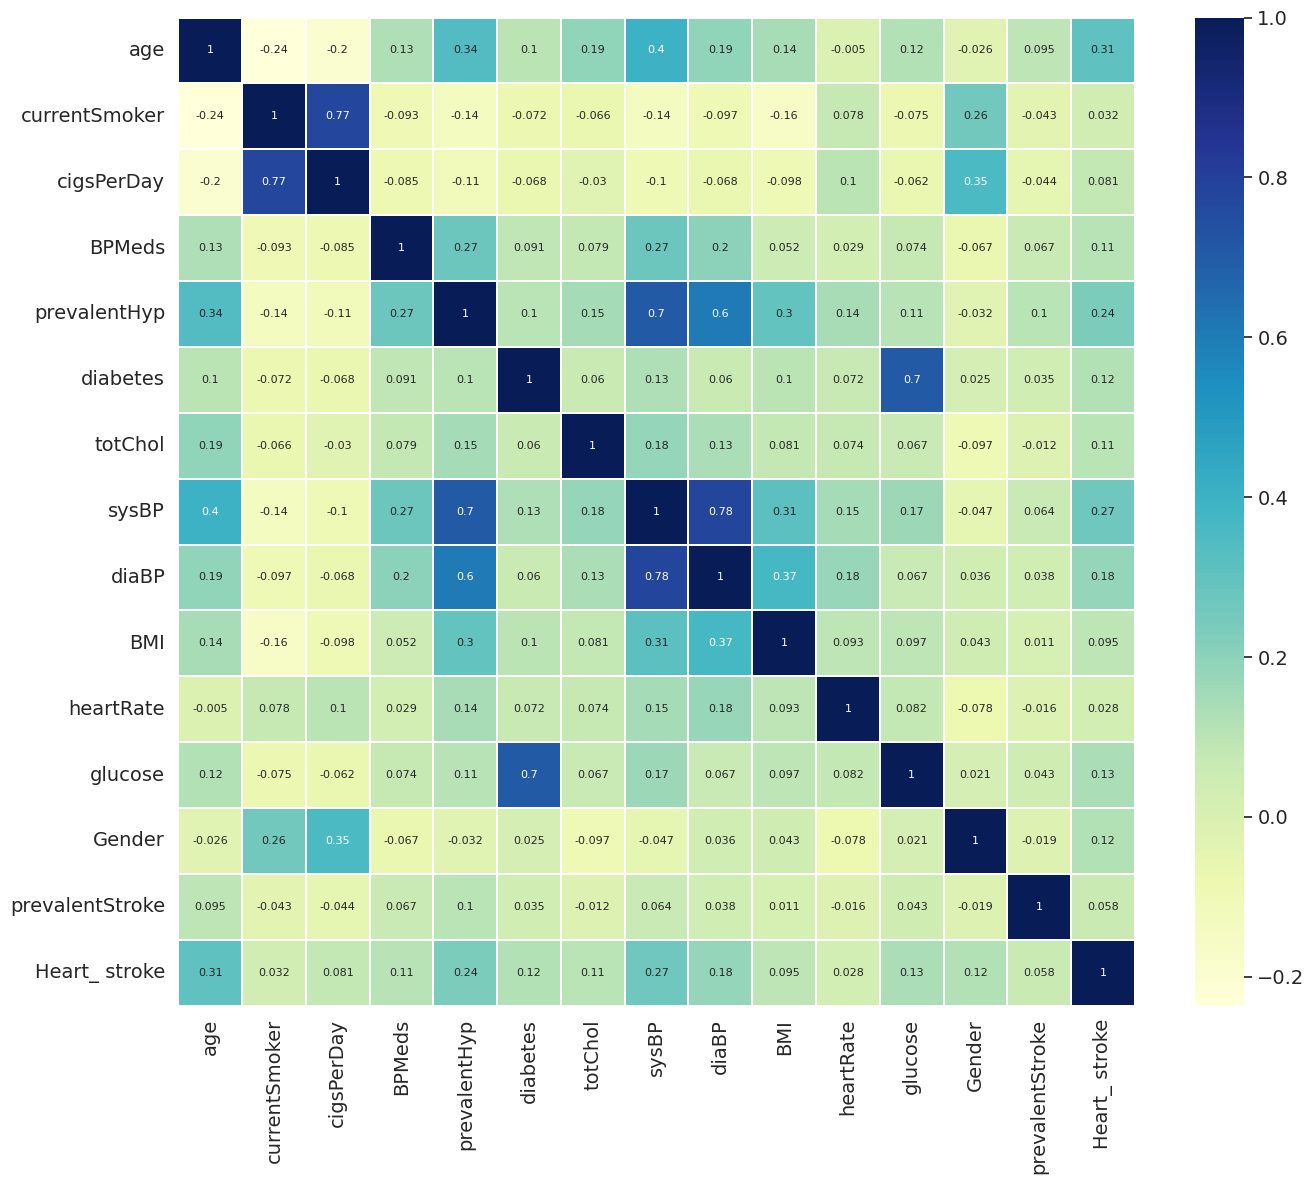 age 1 -0.24 -0.2 0.13 0.34 0.1 0.19 0.4 0.19 0.14 -0.005 0.12 -0.026 0.095 0.31
currentSmoker -0.24 1 0.77 -0.093 -0.14 -0.072 -0.066 -0.14 -0.097 -0.16 0.078 -0.075 0.26 -0.043 0.032
cigsPerDay -0.2 0.77 1 -0.085 -0.11 -0.068 -0.03 -0.1 -0.068 -0.098 0.1 -0.062 0.35 -0.044 0.081
BPMeds 0.13 -0.093 -0.085 1 0.27 0.091 0.079 0.27 0.2 0.052 0.029 0.074 -0.067 0.067 0.11
prevalentHyp 0.34 -0.14 -0.11 0.27 1 0.1 0.15 0.7 0.6 0.3 0.14 0.11 -0.032 0.1 0.24
diabetes 0.1 -0.072 -0.068 0.091 0.1 1 0.06 0.13 0.06 0.1 0.072 0.7 0.025 0.035 0.12
totChol 0.19 -0.066 -0.03 0.079 0.15 0.06 1 0.18 0.13 0.081 0.074 0.067 -0.097 -0.012 0.11
sysBP 0.4 -0.14 -0.1 0.27 0.7 0.13 0.18 1 0.78 0.31 0.15 0.17 -0.047 0.064 0.27
diaBP 0.19 -0.097 -0.068 0.2 0.6 0.06 0.13 0.78 1 0.37 0.18 0.067 0.036 0.038 0.18
BMI 0.14 -0.16 -0.098 0.052 0.3 0.1 0.081 0.31 0.37 1 0.093 0.097 0.043 0.011 0.095
heartRate -0.005 0.078 0.1 0.029 0.14 0.072 0.074 0.15 0.18 0.093 1 0.082 -0.078 -0.016 0.028
glucose 0.12 -0.075 -0.062 0.074 0.11 0.7 0.067 0.17 0.067 0.097 0.082 1 0.021 0.043 0.13
Gender -0.026 0.26 0.35 -0.067 -0.032 0.025 -0.097 -0.047 0.036 0.043 -0.078 0.021 1 -0.019 0.12
prevalentStroke 0.095 -0.043 -0.044 0.067 0.1 0.035 -0.012 0.064 0.038 0.011 -0.016 0.043 -0.019 1 0.058
Heart_ stroke 0.31 0.032 0.081 0.11 0.24 0.12 0.11 0.27 0.18 0.095 0.028 0.13 0.12 0.058 1
age
currentSmoker
cigsPerDay
BPMeds
prevalentHyp
diabetes
totChol
sysBP
diaBP
BMI
heartRate
glucose
Gender
prevalentStroke
Heart_ stroke
1.0
0.8
0.6
0.4
0.2
0.0
−0.2